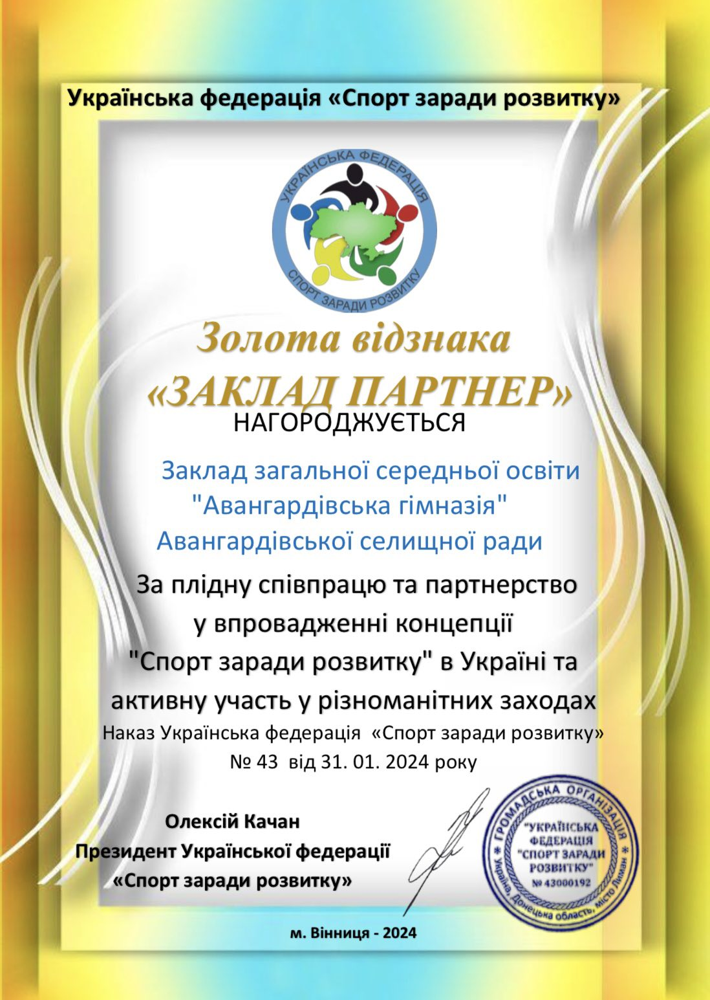 Українська федерація «Спорт заради розвитку»
УКРАЇНСЬКА ФЕДЕРАЦІЯ
СПОРТ ЗАРАДИ РОЗВИТКУ
Золота відзнака
«ЗАКЛАД ПАРТНЕР»
НАГОРОДЖУЄТЬСЯ
Заклад загальної середньої освіти
"Авангардівська гімназія"
Авангардівської селищної ради
За плідну співпрацю та партнерство
у впровадженні концепції
"Спорт заради розвитку" в Україні та
активну участь у різноманітних заходах
Наказ Українська федерація «Спорт заради розвитку»
№ 43 від 31. 01. 2024 року
Олексій Качан
Президент Української федерації
«Спорт заради розвитку»
ГРОМАДСЬКА ОРГАНІЗАЦІЯ
"УКРАЇНСЬКА
ФЕДЕРАЦІЯ
"СПОРТ ЗАРАДИ
РОЗВИТКУ"
№ 43000192
* Україна, Донецька область, місто Лиман *
м. Вінниця - 2024